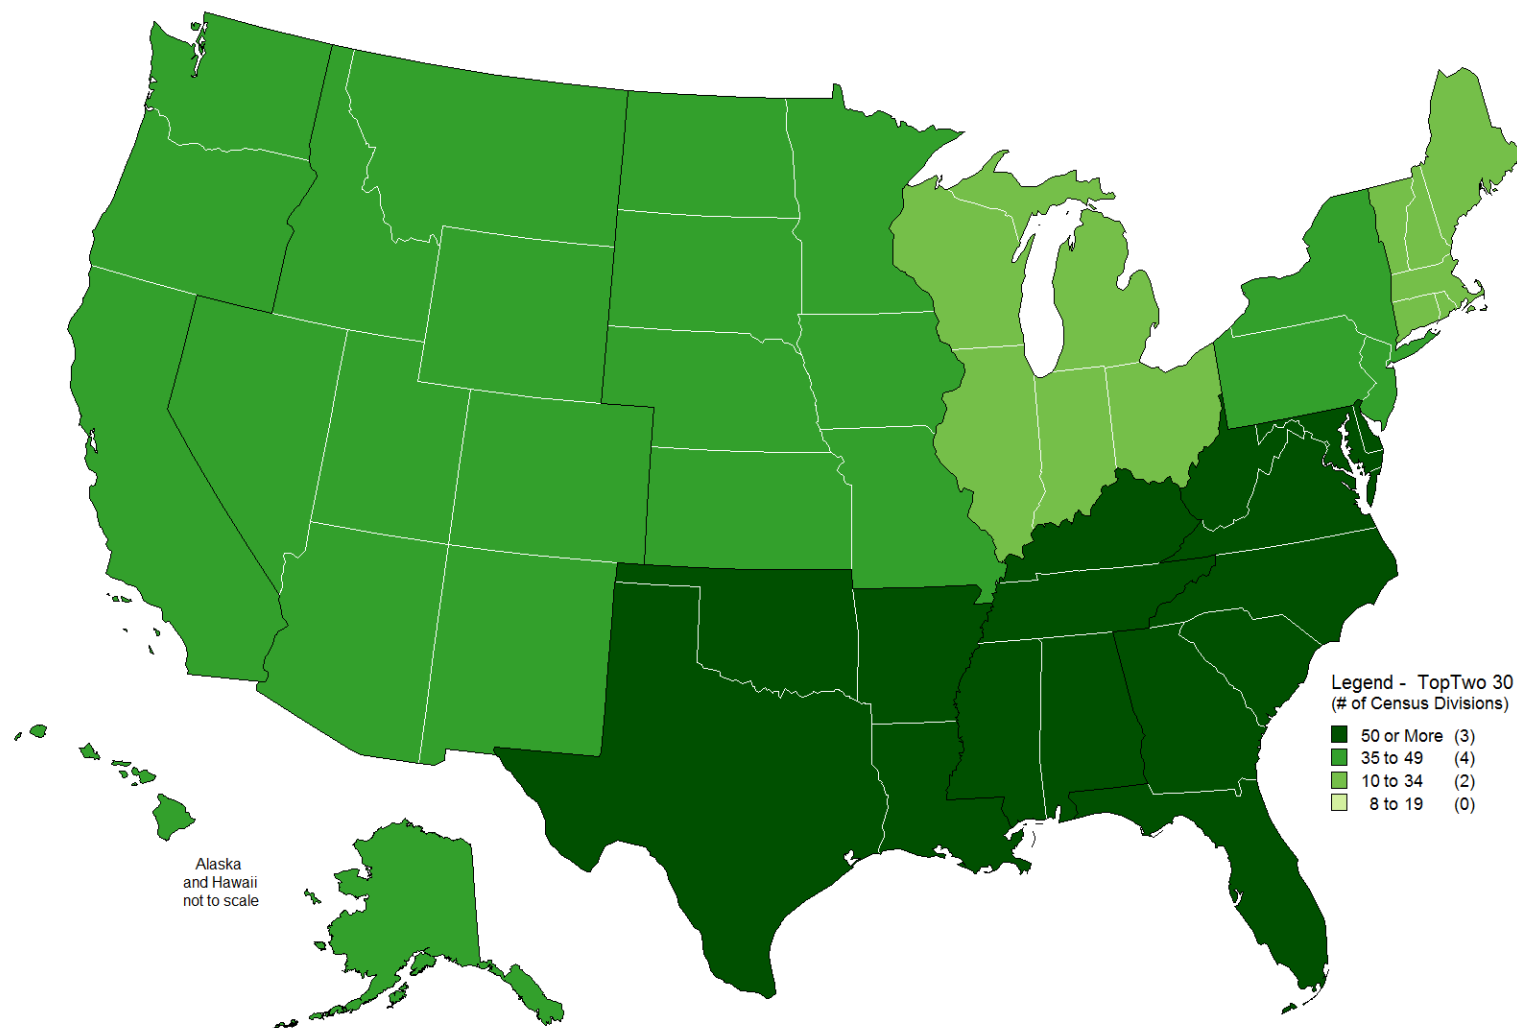 Legend -  TopTwo 30
(# of Census Divisions)
50 or More (3)
35 to 49 (4)
10 to 34 (2)
8 to 19 (0)
Alaska
and Hawaii
not to scale